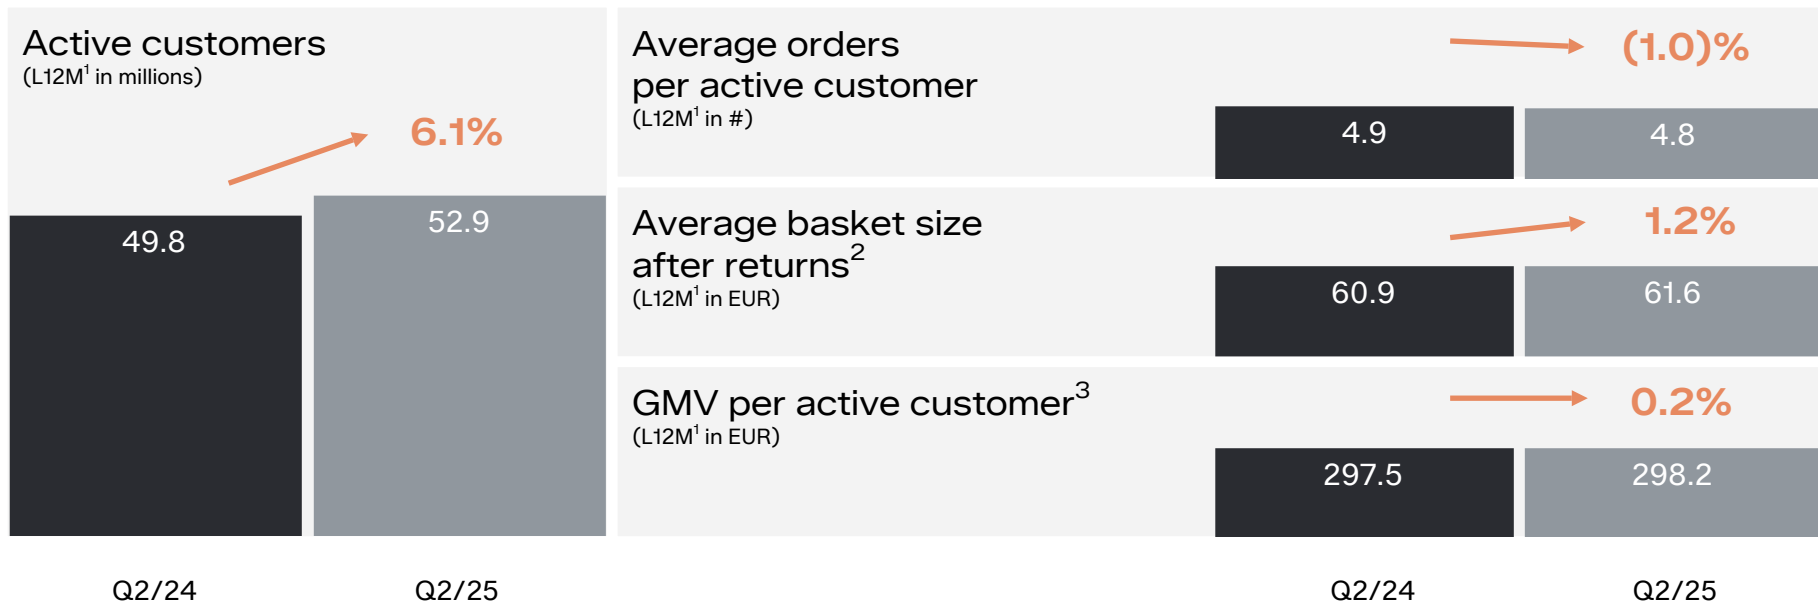 Active customers
(L12M¹ in millions)
6.1%
49.8
52.9
Q2/24
Q2/25
Average orders
per active customer
(L12M¹ in #)
(1.0)%
4.9
4.8
Average basket size
after returns²
(L12M¹ in EUR)
1.2%
60.9
61.6
GMV per active customer³
(L12M¹ in EUR)
0.2%
297.5
298.2
Q2/24
Q2/25